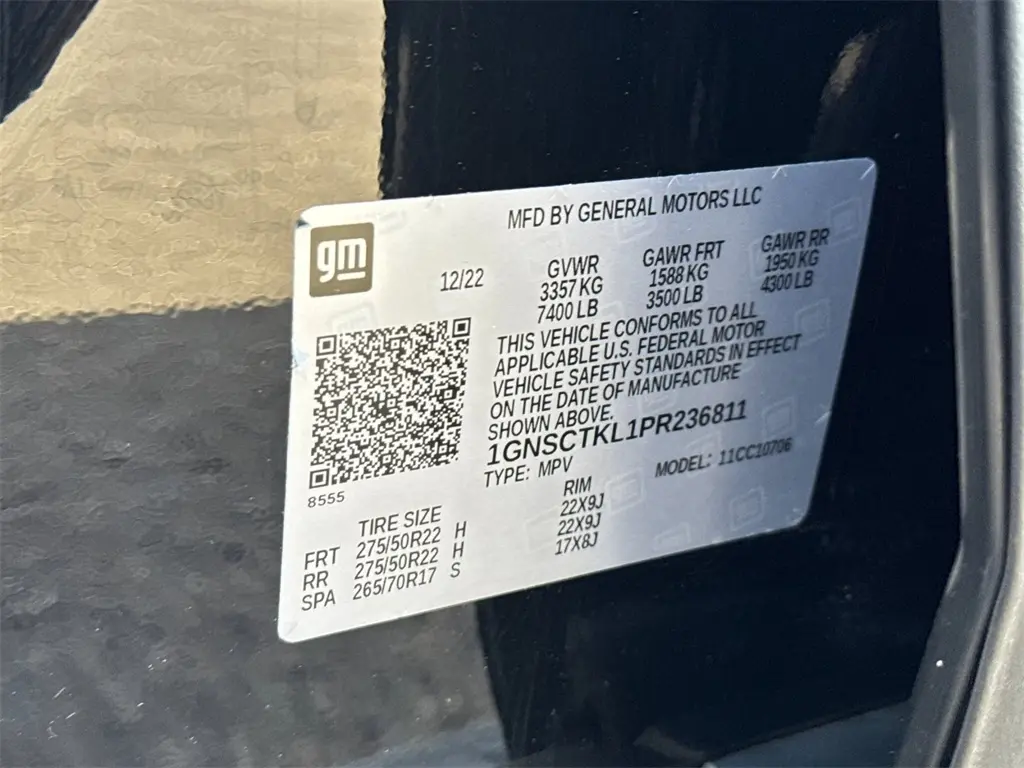 MFD BY GENERAL MOTORS LLC
gm
12/22
GVWR GAWR FRT GAWR RR
3357 KG 1588 KG 1950 KG
7400 LB 3500 LB 4300 LB
THIS VEHICLE CONFORMS TO ALL
APPLICABLE U.S. FEDERAL MOTOR
VEHICLE SAFETY STANDARDS IN EFFECT
ON THE DATE OF MANUFACTURE
SHOWN ABOVE.
1GNSCTKL1PR236811
TYPE: MPV MODEL: 11CC10706
8555
TIRE SIZE RIM
FRT 275/50R22 H 22X9J
RR 275/50R22 H 22X9J
SPA 265/70R17 S 17X8J